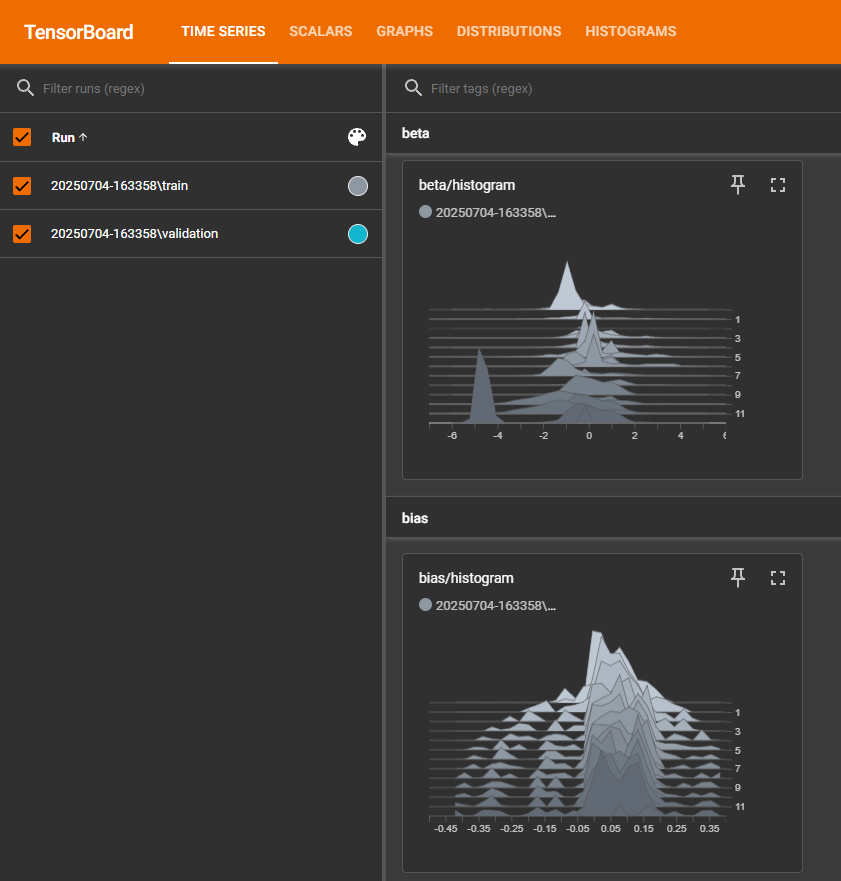 TensorBoard TIME SERIES SCALARS GRAPHS DISTRIBUTIONS HISTOGRAMS
Filter runs (regex)
Run ↑
20250704-163358\train
20250704-163358\validation
Filter tags (regex)
beta
beta/histogram
20250704-163358\...
1
3
5
7
9
11
-6 -4 -2 0 2 4
bias
bias/histogram
20250704-163358\...
1
3
5
7
9
11
-0.45 -0.35 -0.25 -0.15 -0.05 0.05 0.15 0.25 0.35